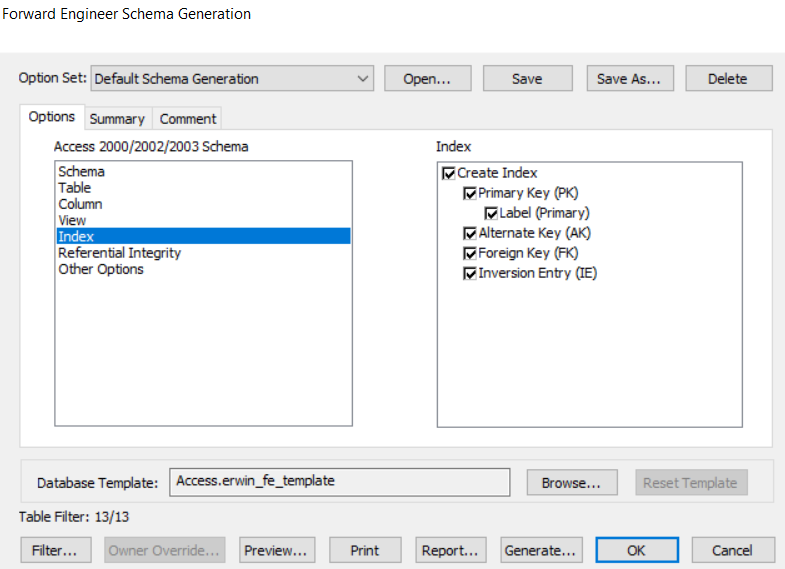 Forward Engineer Schema Generation
Option Set: Default Schema Generation Open... Save Save As... Delete
Options Summary Comment
Access 2000/2002/2003 Schema
Schema
Table
Column
View
Index
Referential Integrity
Other Options
Index
Create Index
Primary Key (PK)
Label (Primary)
Alternate Key (AK)
Foreign Key (FK)
Inversion Entry (IE)
Database Template: Access.erwin_fe_template Browse... Reset Template
Table Filter: 13/13
Filter... Owner Override... Preview... Print Report... Generate... OK Cancel